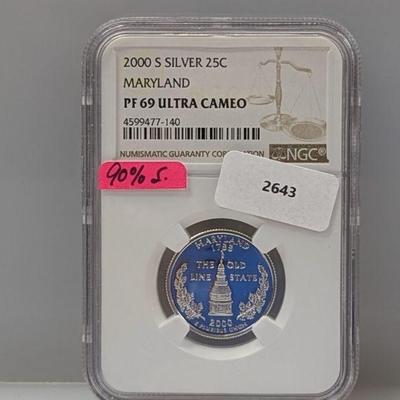 2000 S SILVER 25C
MARYLAND
PF 69 ULTRA CAMEO
4599477-140
NUMISMATIC GUARANTY
NGC®
90% S.
2643
MARYLAND
1788
THE OLD
LINE STATE
2000
E PLURIBUS UNUM